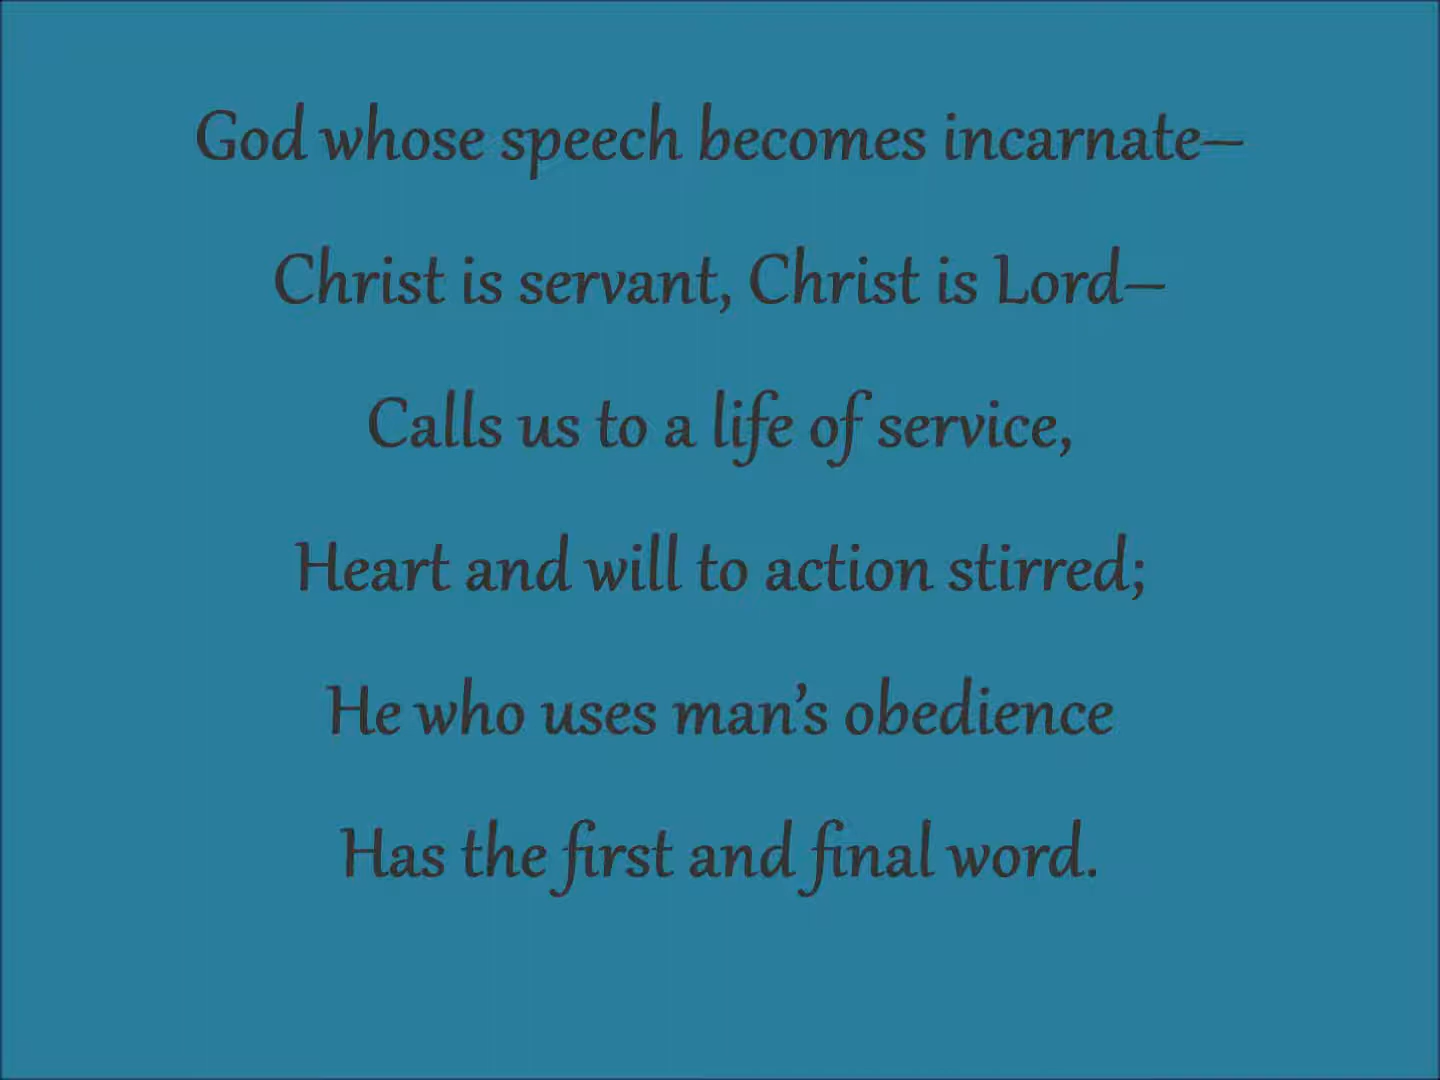 God whose speech becomes incarnate—
Christ is servant, Christ is Lord—
Calls us to a life of service,
Heart and will to action stirred;
He who uses man’s obedience
Has the first and final word.